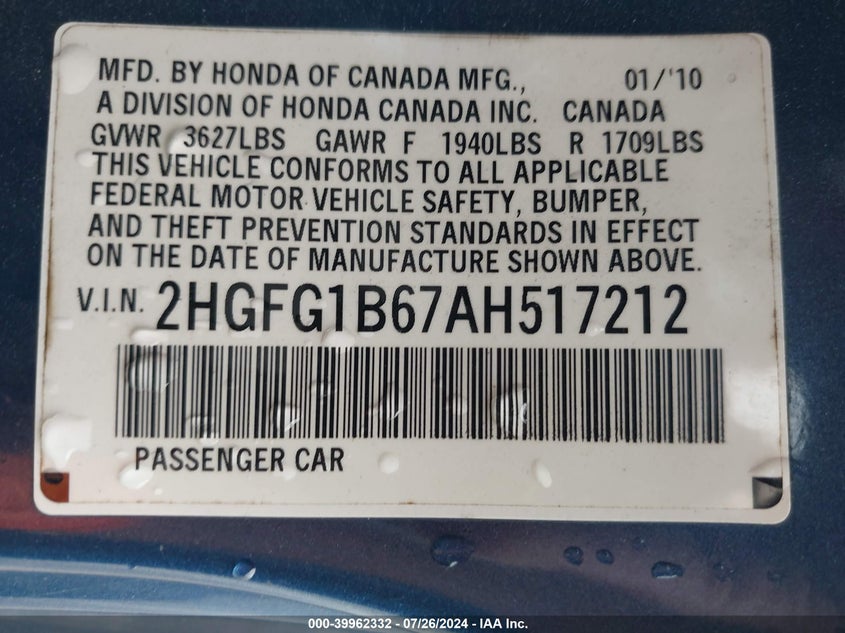 MFD. BY HONDA OF CANADA MFG., 01/'10
A DIVISION OF HONDA CANADA INC. CANADA
GVWR 3627LBS GAWR F 1940LBS R 1709LBS
THIS VEHICLE CONFORMS TO ALL APPLICABLE
FEDERAL MOTOR VEHICLE SAFETY, BUMPER,
AND THEFT PREVENTION STANDARDS IN EFFECT
ON THE DATE OF MANUFACTURE SHOWN ABOVE.
V.I.N. 2HGFG1B67AH517212
PASSENGER CAR
000-39962332 - 07/26/2024 - IAA Inc.